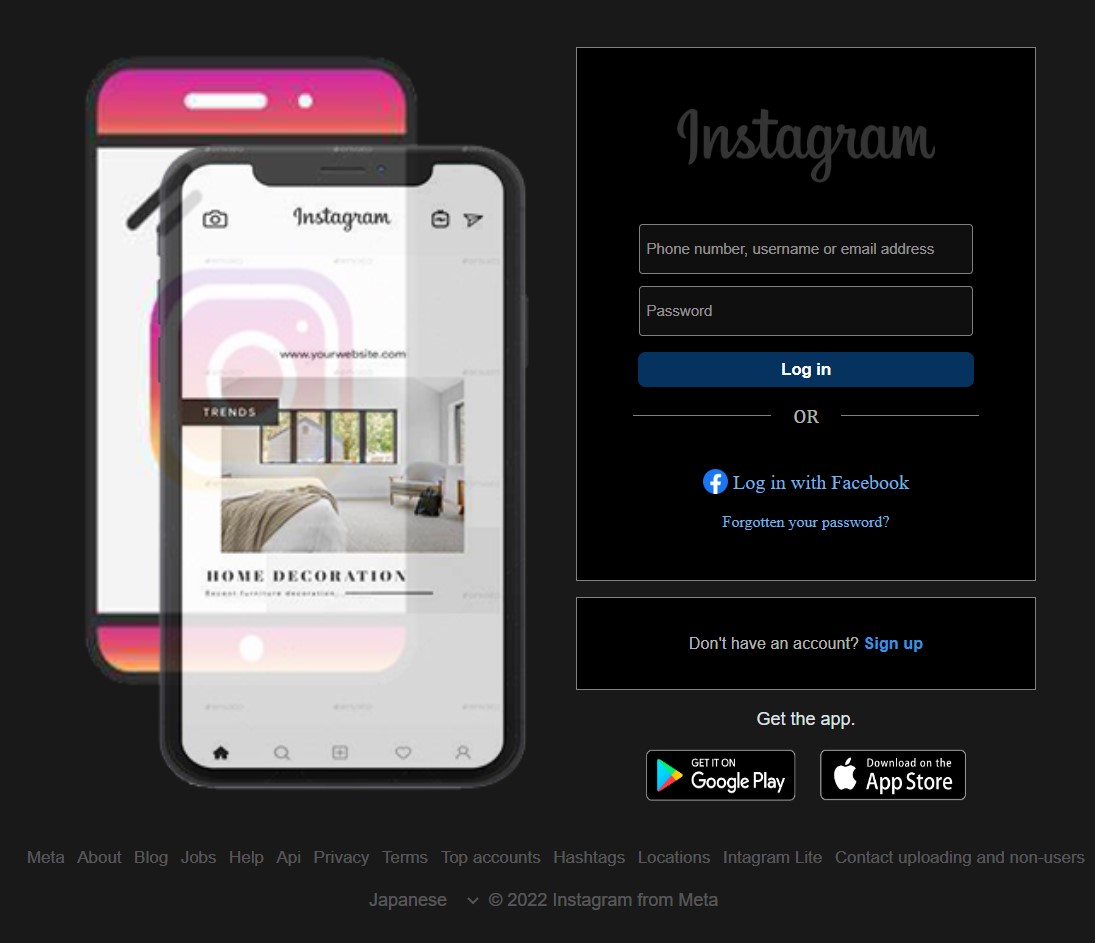 Instagram
www.yourwebsite.com
TRENDS
HOME DECORATION
Recent furniture decoration..
Instagram
Phone number, username or email address
Password
Log in
OR
Log in with Facebook
Forgotten your password?
Don't have an account? Sign up
Get the app.
GET IT ON
Google Play
Download on the
App Store
Meta About Blog Jobs Help Api Privacy Terms Top accounts Hashtags Locations Intagram Lite Contact uploading and non-users
Japanese © 2022 Instagram from Meta